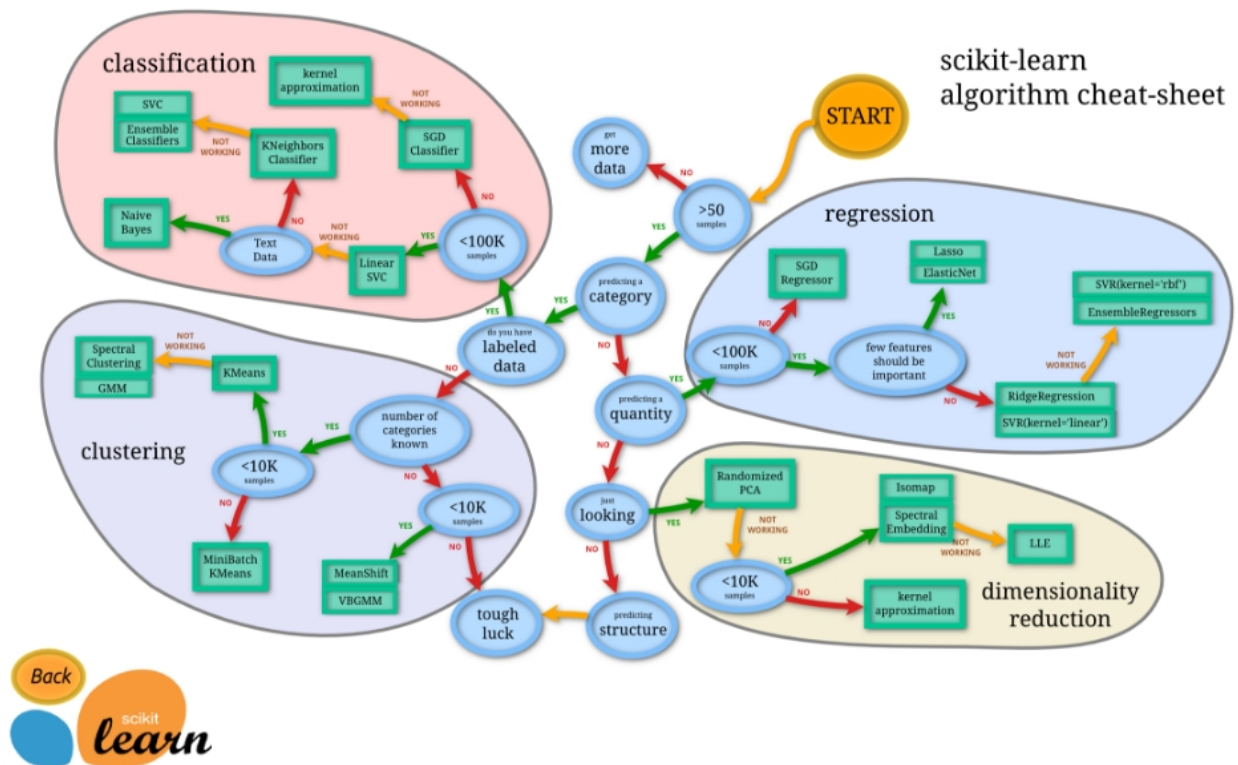 scikit-learn
algorithm cheat-sheet
START
classification
kernel
approximation
NOT
WORKING
SVC
Ensemble
Classifiers
NOT
WORKING
KNeighbors
Classifier
SGD
Classifier
NO
Naive
Bayes
YES
Text
Data
NO
NOT
WORKING
Linear
SVC
YES
<100K
samples
YES
get
more
data
NO
>50
samples
YES
predicting a
category
YES
NO
do you have
labeled
data
NO
predicting a
quantity
YES
NO
regression
SGD
Regressor
NO
<100K
samples
YES
Lasso
ElasticNet
YES
few features
should be
important
NO
SVR(kernel='rbf')
EnsembleRegressors
NOT
WORKING
RidgeRegression
SVR(kernel='linear')
clustering
Spectral
Clustering
GMM
NOT
WORKING
KMeans
YES
<10K
samples
NO
MiniBatch
KMeans
number of
categories
known
YES
NO
<10K
samples
YES
NO
MeanShift
VBGMM
tough
luck
just
looking
YES
NO
predicting
structure
Randomized
PCA
NOT
WORKING
<10K
samples
YES
NO
Isomap
Spectral
Embedding
NOT
WORKING
LLE
kernel
approximation
dimensionality
reduction
Back
scikit
learn